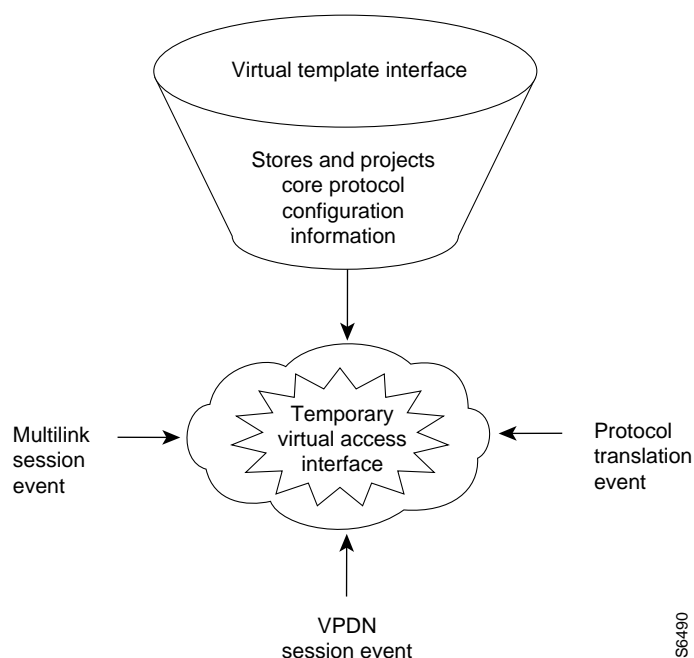 Virtual template interface
Stores and projects
core protocol
configuration
information
Temporary
virtual access
interface
Multilink
session
event
Protocol
translation
event
VPDN
session event
S6490